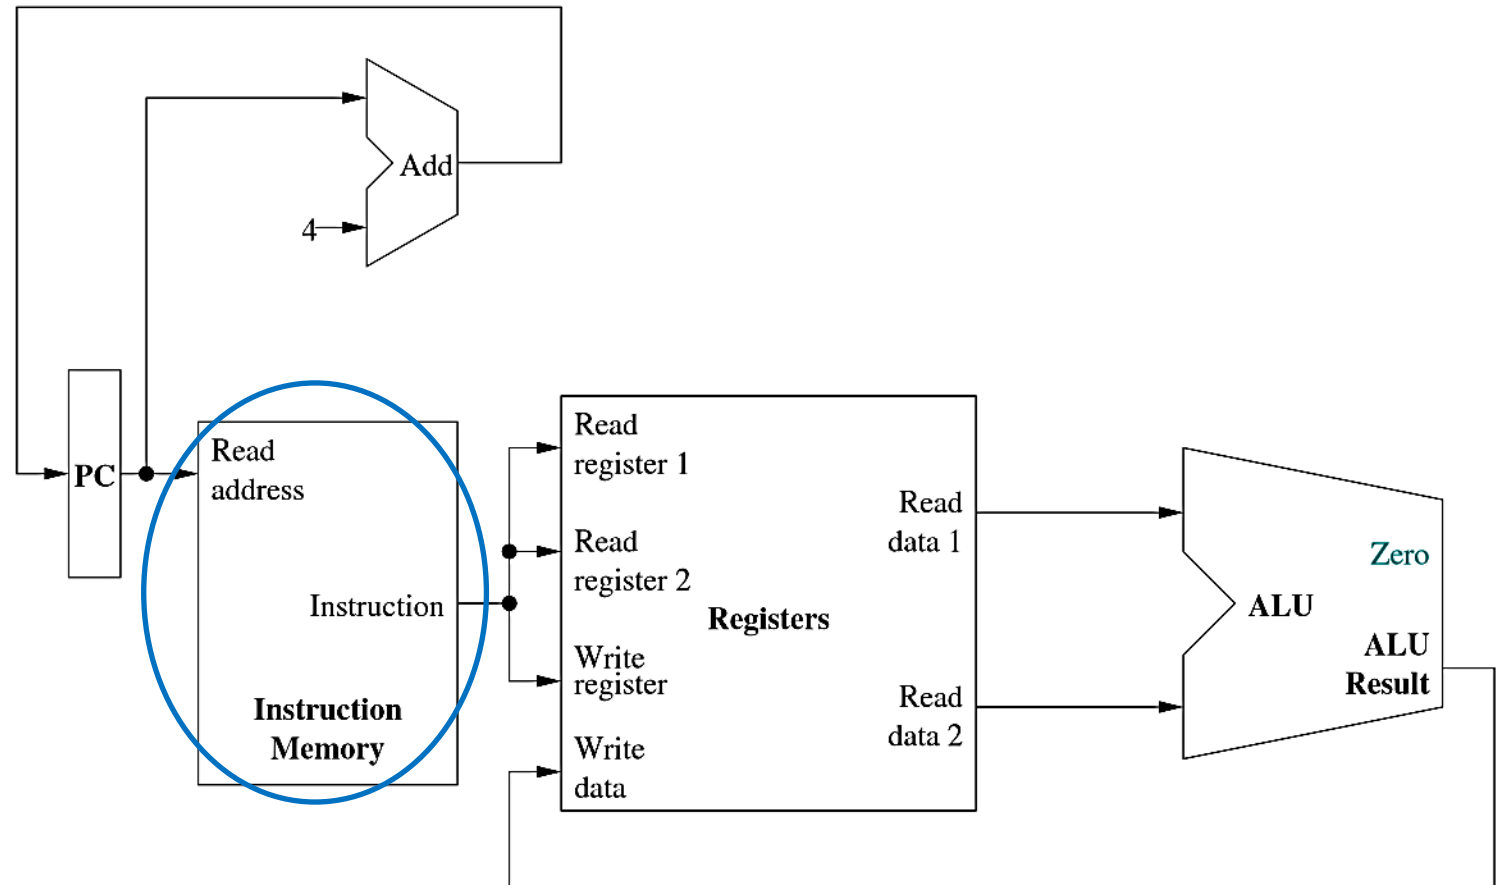 Add
4
PC
Read
address
Instruction
Instruction
Memory
Read
register 1
Read
register 2
Registers
Write
register
Write
data
Read
data 1
Read
data 2
Zero
ALU
ALU
Result